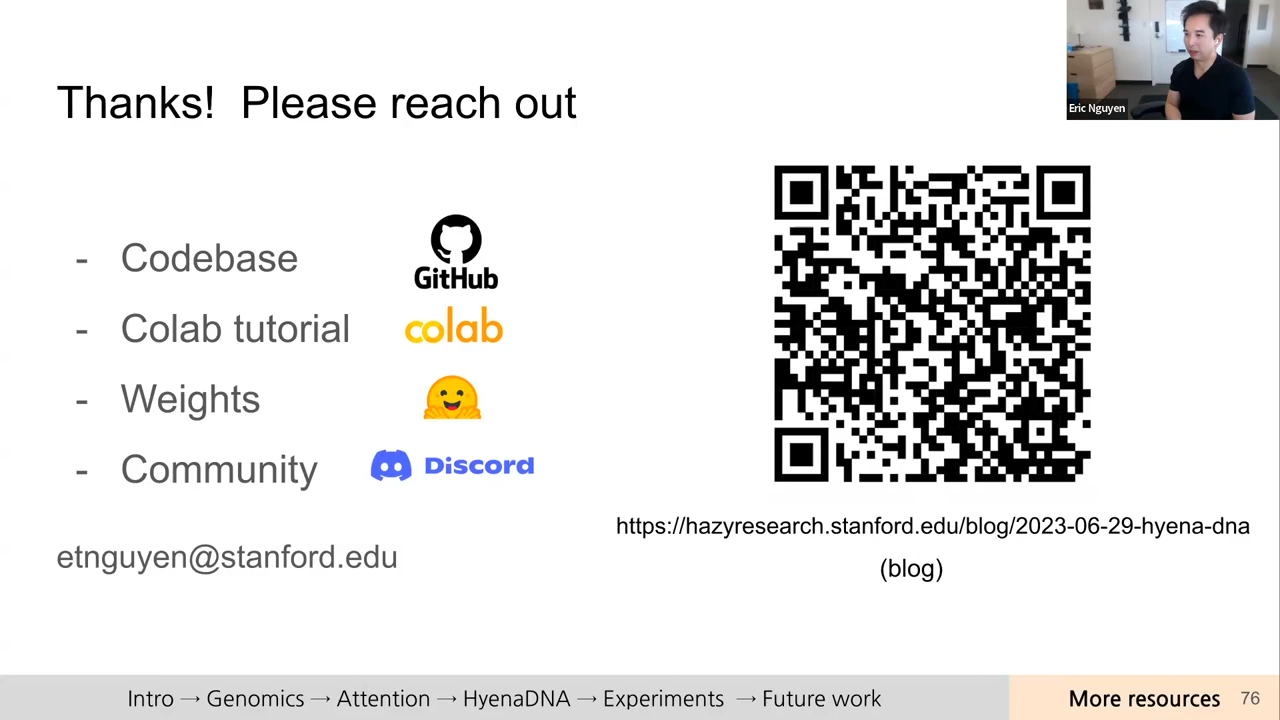 Eric Nguyen
Thanks! Please reach out
- Codebase
GitHub
- Colab tutorial
colab
- Weights
- Community
Discord
etnguyen@stanford.edu
https://hazyresearch.stanford.edu/blog/2023-06-29-hyena-dna
(blog)
Intro → Genomics → Attention → HyenaDNA → Experiments → Future work
More resources
76